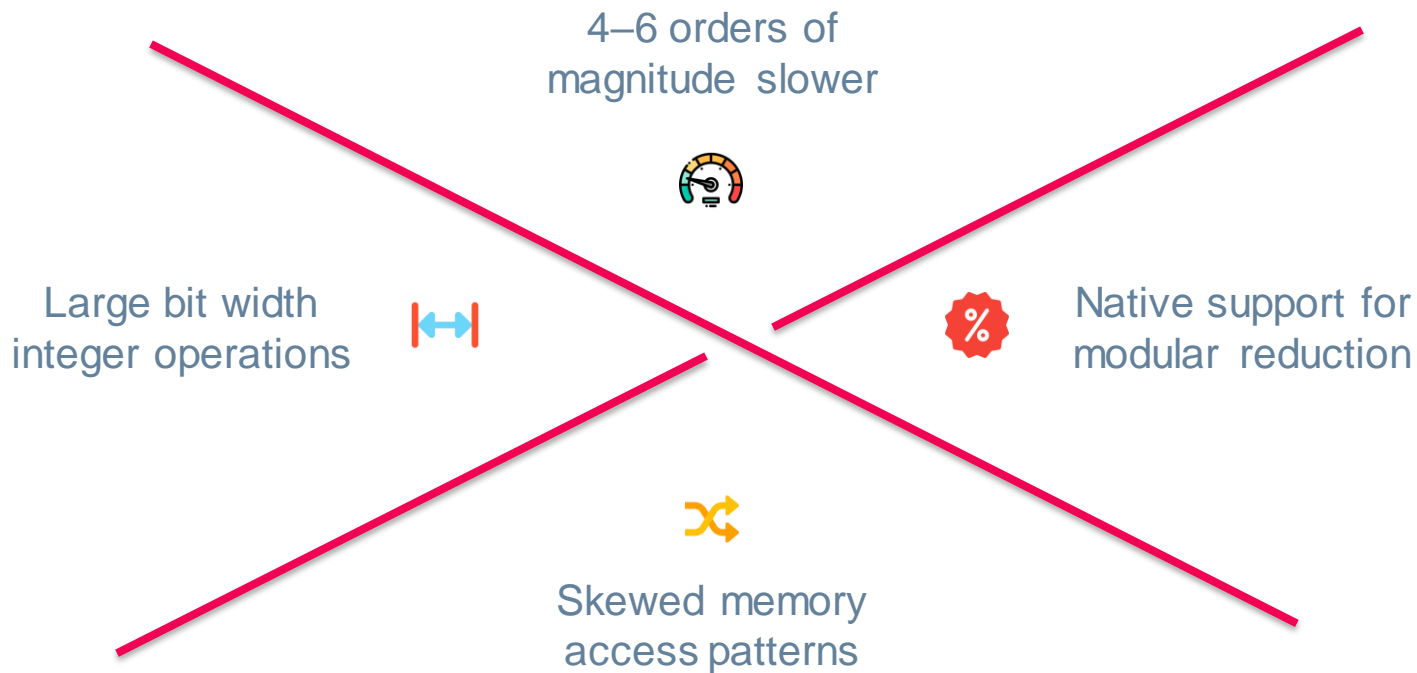 4–6 orders of
magnitude slower
Large bit width
integer operations
%
Native support for
modular reduction
Skewed memory
access patterns